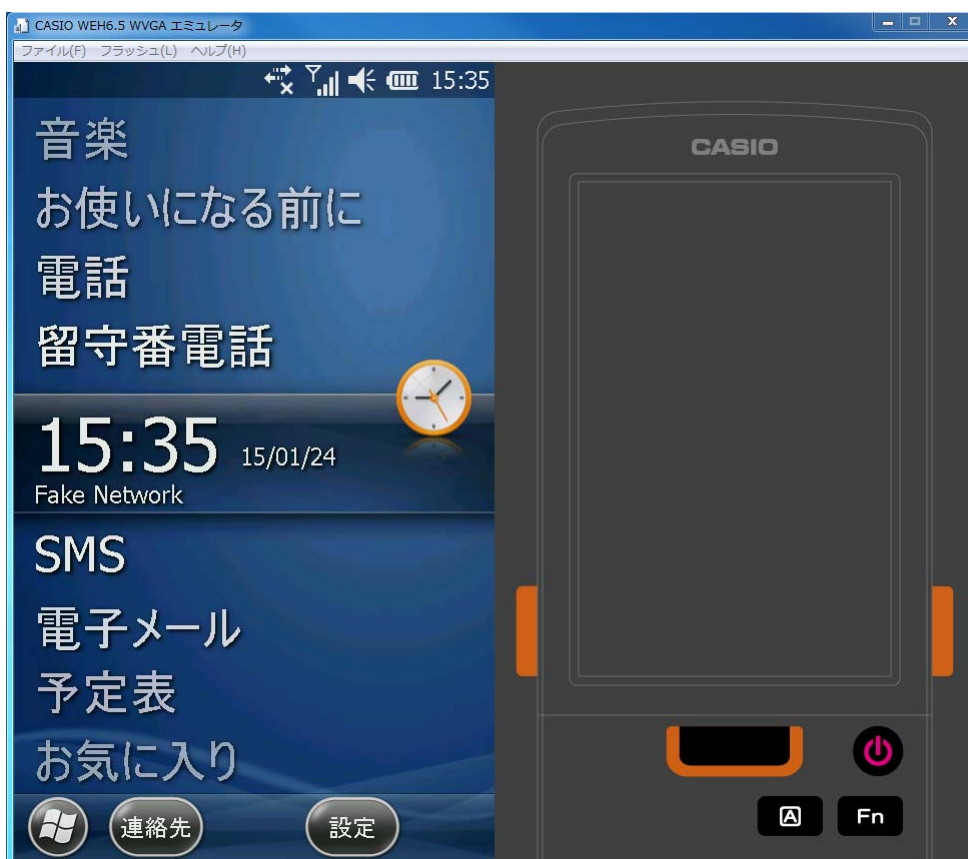 CASIO WEH6.5 WVGA エミュレータ
ファイル(F) フラッシュ(L) ヘルプ(H)
15:35
音楽
お使いになる前に
電話
留守番電話
15:35 15/01/24
Fake Network
SMS
電子メール
予定表
お気に入り
連絡先 設定
CASIO
A Fn